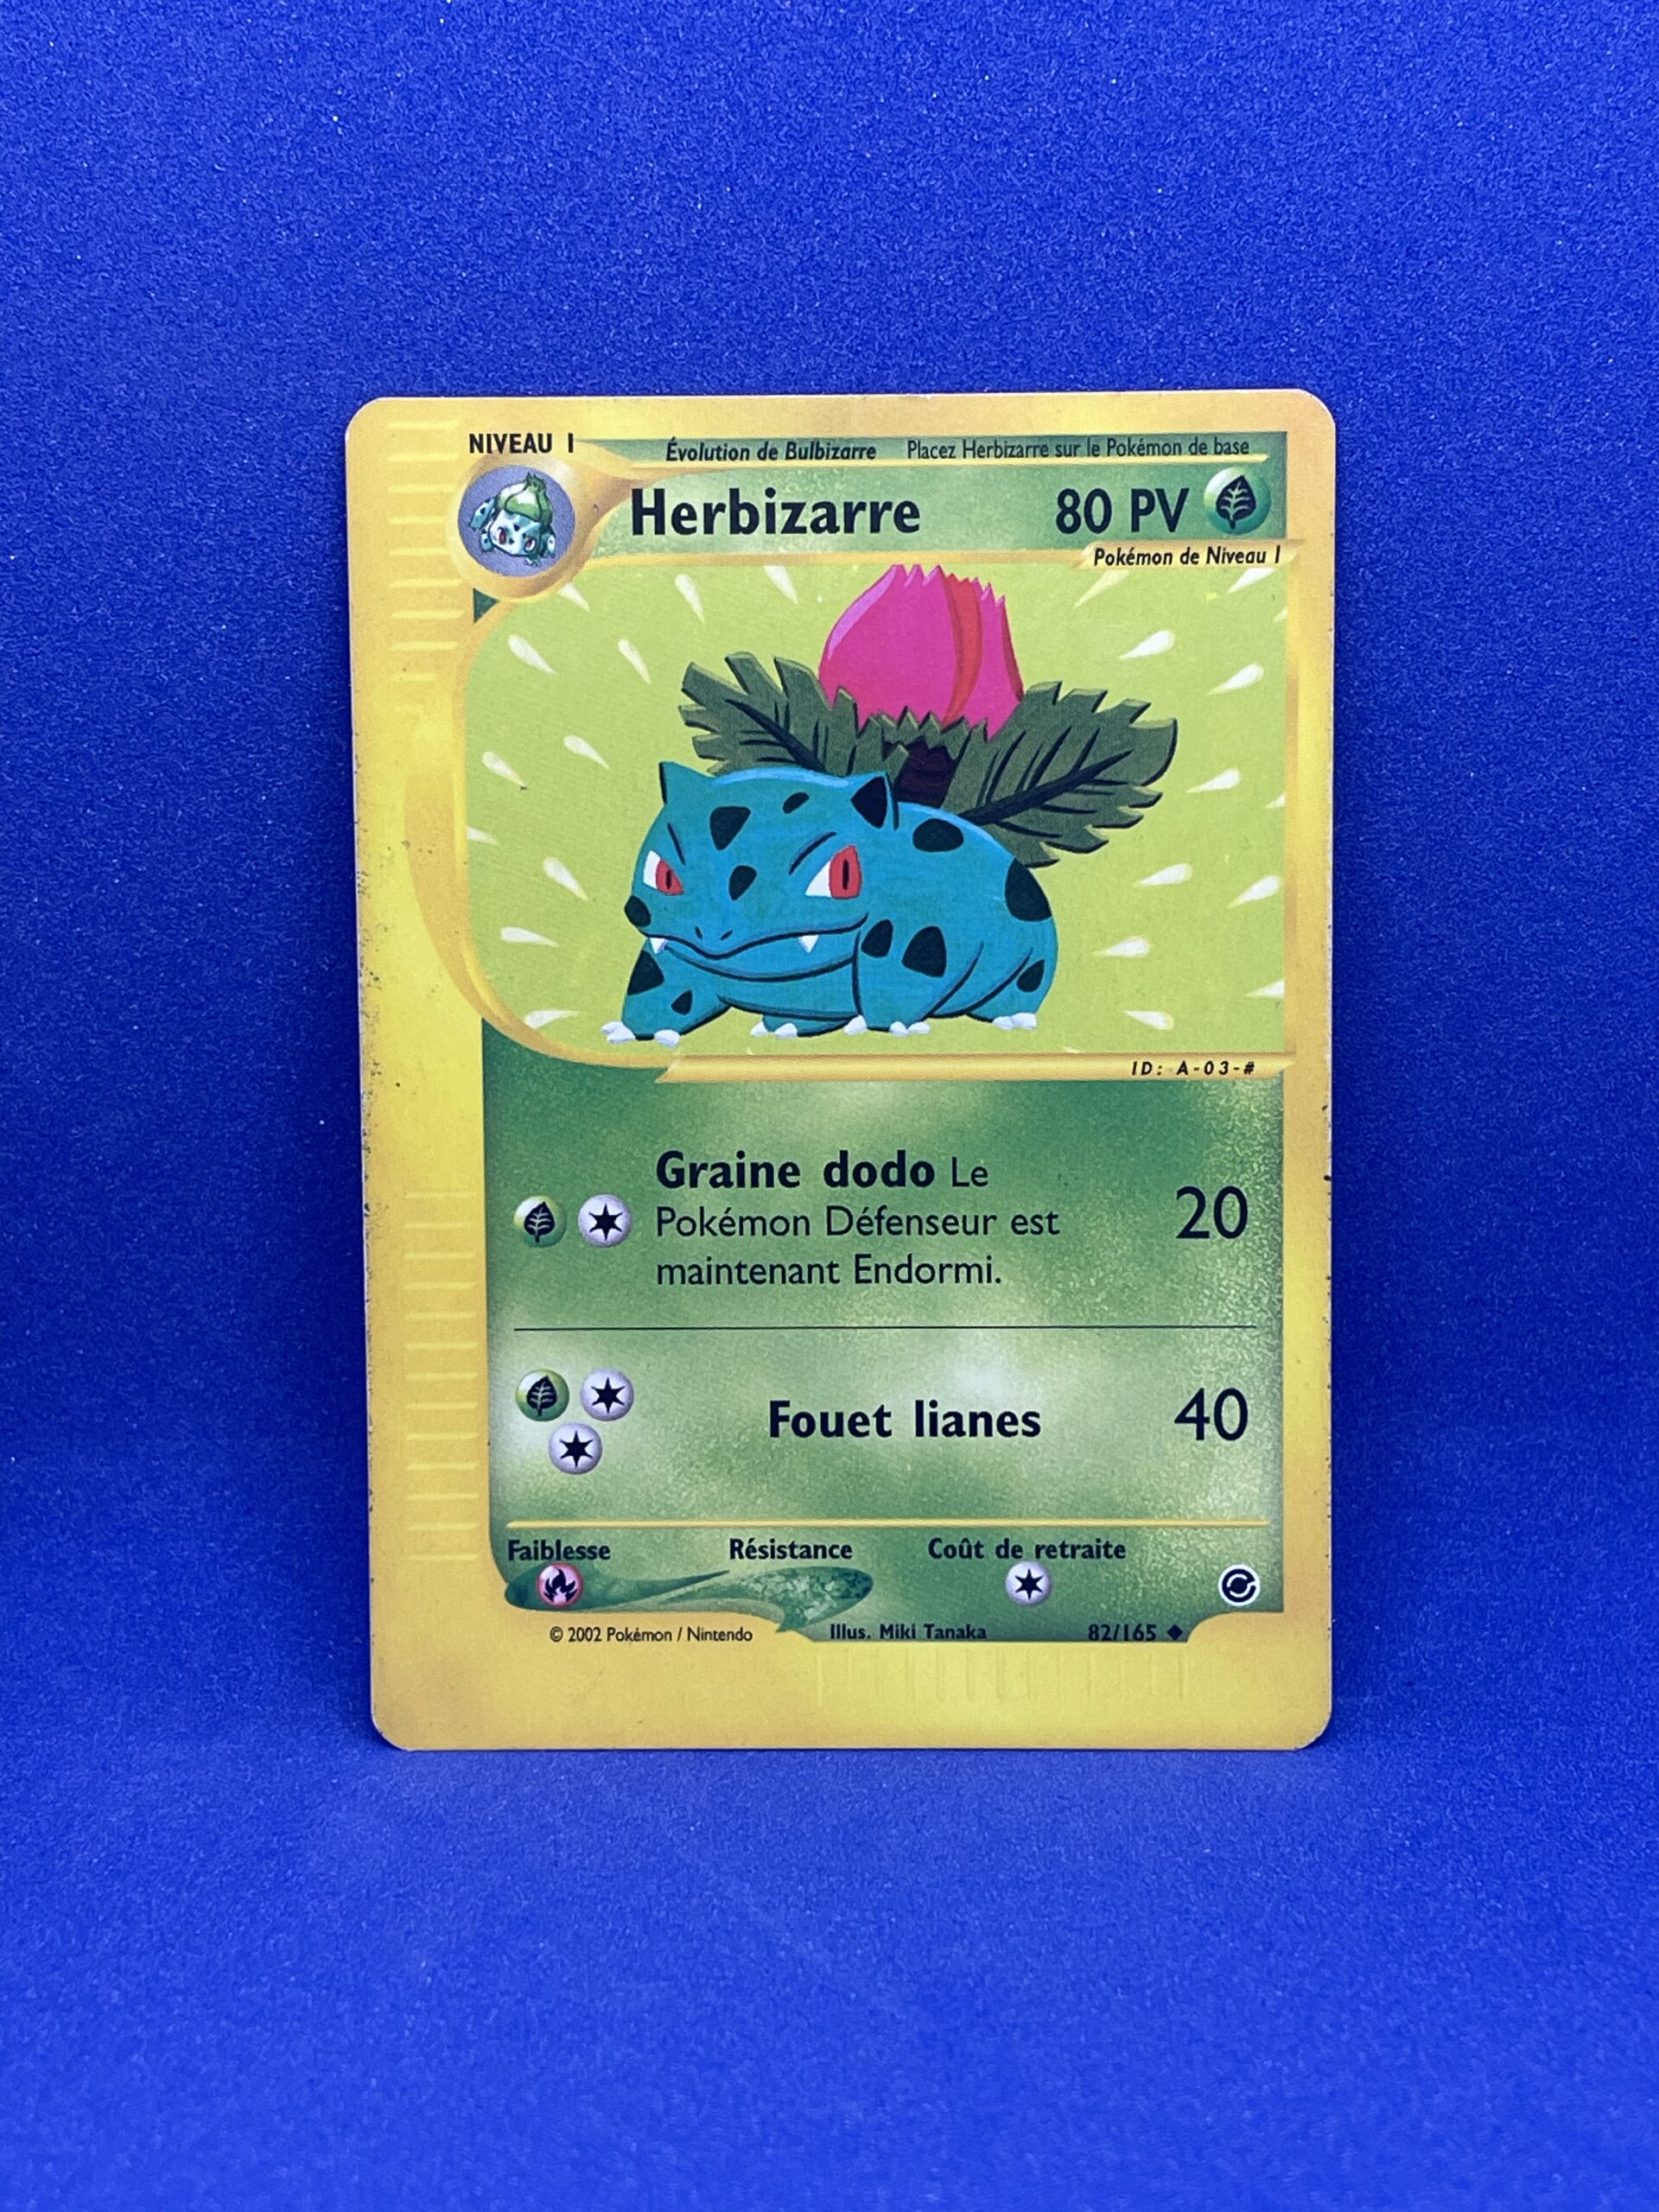 NIVEAU 1
Évolution de Bulbizarre Placez Herbizarre sur le Pokémon de base
Herbizarre 80 PV
Pokémon de Niveau 1
ID: A-03-#
Graine dodo Le
Pokémon Défenseur est
maintenant Endormi.
20
Fouet lianes 40
Faiblesse Résistance Coût de retraite
© 2002 Pokémon / Nintendo Illus. Miki Tanaka 82/165